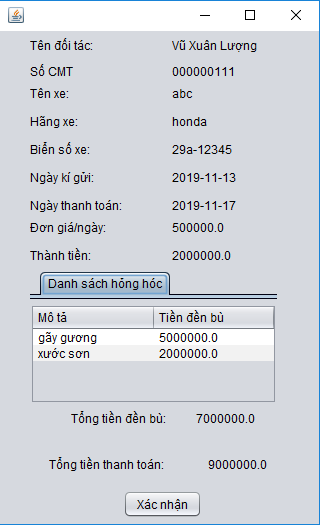 Tên đối tác: Vũ Xuân Lượng
Số CMT 000000111
Tên xe: abc
Hãng xe: honda
Biển số xe: 29a-12345
Ngày kí gửi: 2019-11-13
Ngày thanh toán: 2019-11-17
Đơn giá/ngày: 500000.0
Thành tiền: 2000000.0
Danh sách hỏng hóc
Mô tả Tiền đền bù
gãy gương 5000000.0
xước sơn 2000000.0
Tổng tiền đền bù: 7000000.0
Tổng tiền thanh toán: 9000000.0
Xác nhận